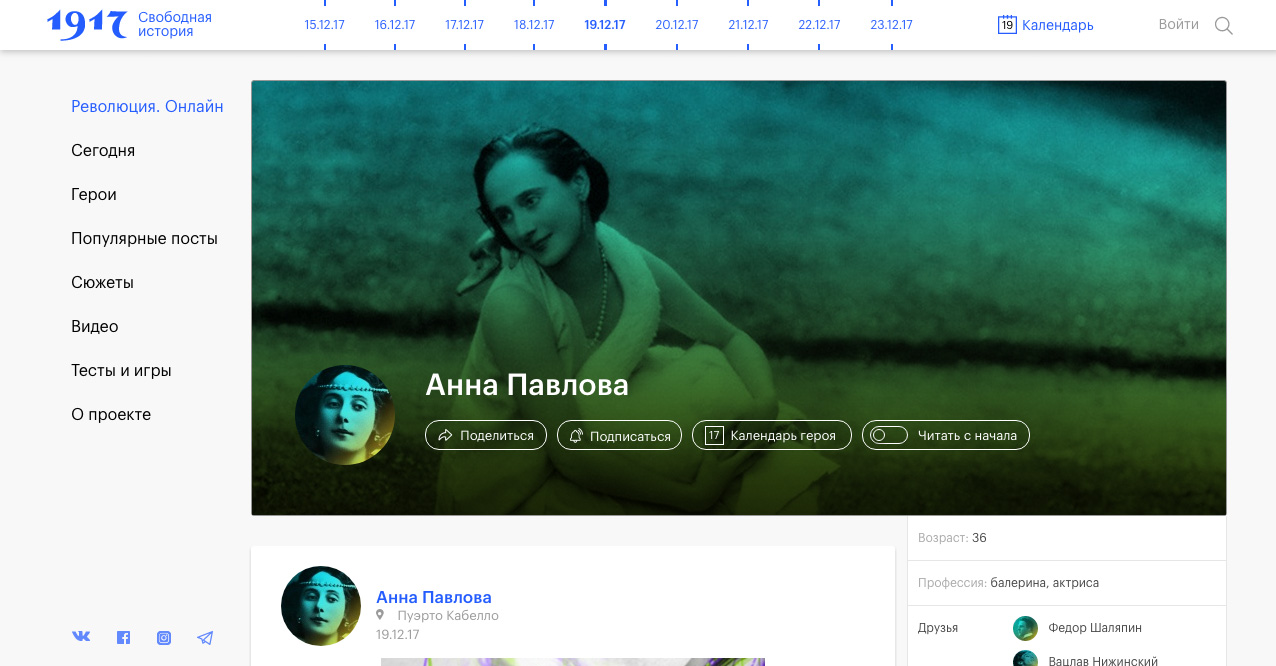 1917 Свободная
история
15.12.17 16.12.17 17.12.17 18.12.17 19.12.17 20.12.17 21.12.17 22.12.17 23.12.17
19 Календарь
Войти
Революция. Онлайн
Сегодня
Герои
Популярные посты
Сюжеты
Видео
Тесты и игры
О проекте
Анна Павлова
Поделиться
Подписаться
17 Календарь героя
Читать с начала
Анна Павлова
Пуэрто Кабелло
19.12.17
Возраст: 36
Профессия: балерина, актриса
Друзья Федор Шаляпин
Вацлав Нижинский